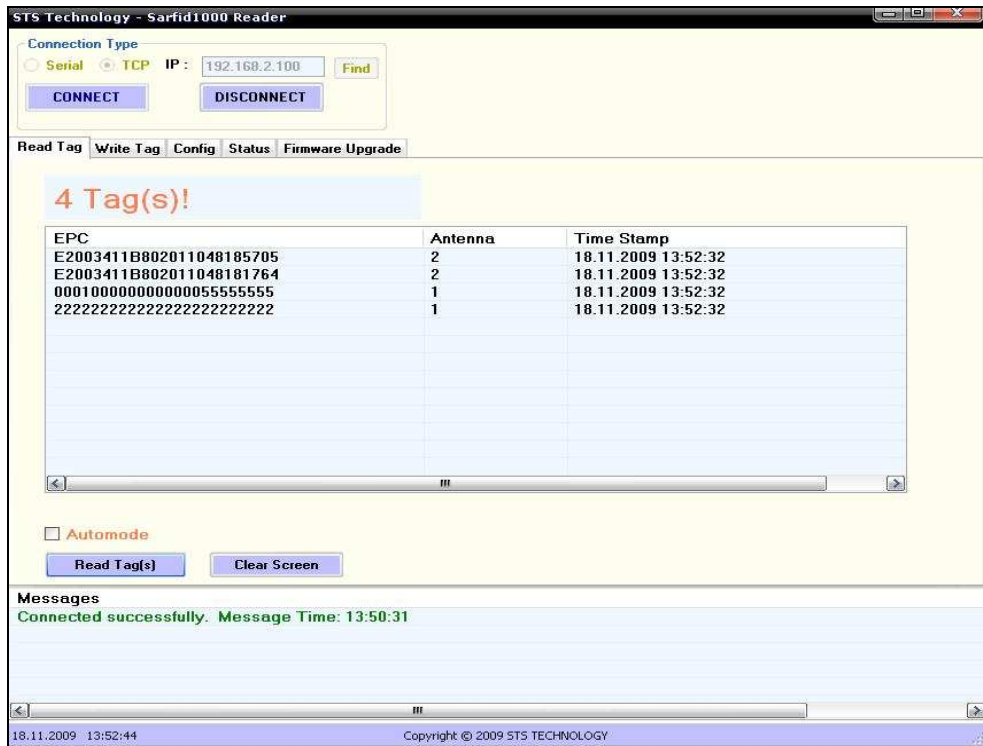 STS Technology - Sarfid1000 Reader
Connection Type
Serial TCP IP : 192.168.2.100 Find
CONNECT DISCONNECT
Read Tag Write Tag Config Status Firmware Upgrade
4 Tag(s)!
EPC Antenna Time Stamp
E2003411B802011048185705 2 18.11.2009 13:52:32
E2003411B802011048181764 2 18.11.2009 13:52:32
000100000000000055555555 1 18.11.2009 13:52:32
222222222222222222222222 1 18.11.2009 13:52:32
Automode
Read Tag(s) Clear Screen
Messages
Connected successfully. Message Time: 13:50:31
18.11.2009 13:52:44 Copyright © 2009 STS TECHNOLOGY